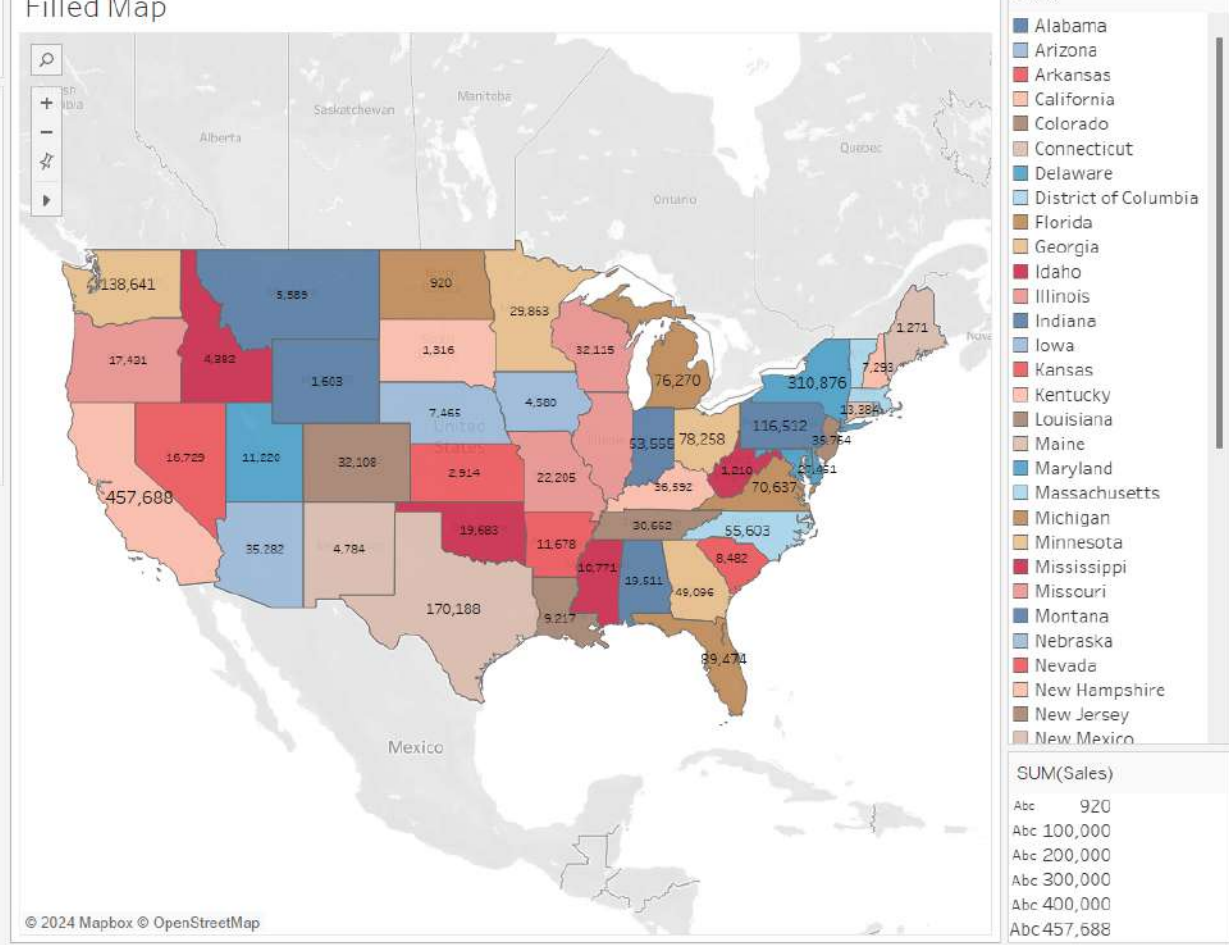 Filled Map
Saskatchewan
Manitoba
Alberta
Quebec
Ontario
138,641
5,589
920
29,863
1,271
17,431
4,382
1,316
32,115
7,293
1,603
76,270
310,876
7,465
4,580
13,384
United
States
53,555
78,258
116,512
35,764
16,729
11,220
32,108
2,914
22,205
36,592
1,210
70,637
27,451
457,688
30,662
55,603
19,683
11,678
8,482
35,282
4,784
10,771
19,511
49,096
170,188
9,217
89,474
Mexico
© 2024 Mapbox © OpenStreetMap
Alabama
Arizona
Arkansas
California
Colorado
Connecticut
Delaware
District of Columbia
Florida
Georgia
Idaho
Illinois
Indiana
Iowa
Kansas
Kentucky
Louisiana
Maine
Maryland
Massachusetts
Michigan
Minnesota
Mississippi
Missouri
Montana
Nebraska
Nevada
New Hampshire
New Jersey
New Mexico
SUM(Sales)
Abc 920
Abc 100,000
Abc 200,000
Abc 300,000
Abc 400,000
Abc 457,688